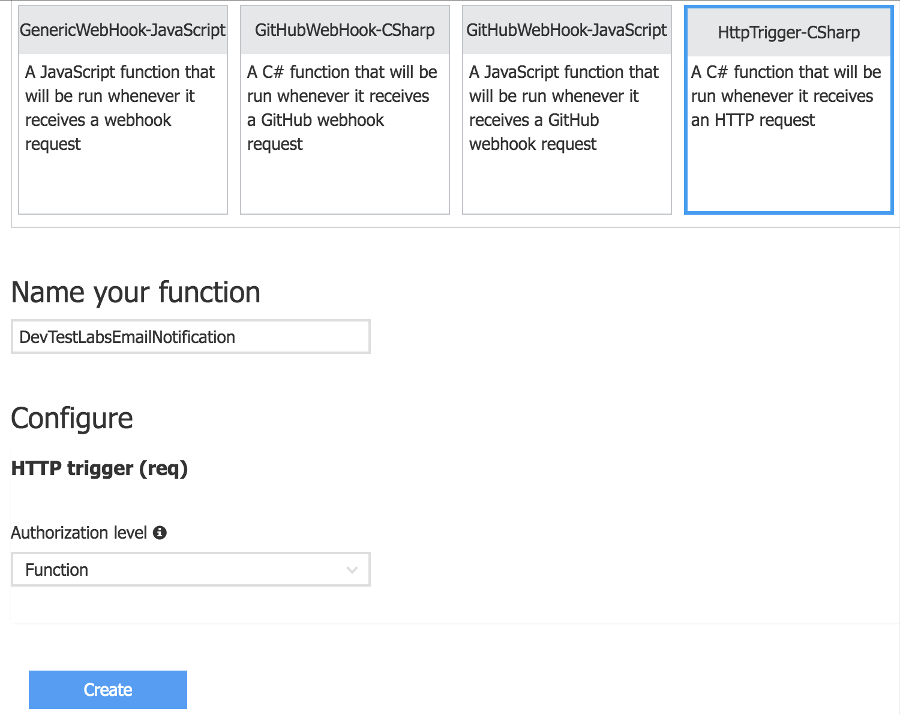 GenericWebHook-JavaScript
A JavaScript function that
will be run whenever it
receives a webhook
request
GitHubWebHook-CSharp
A C# function that will be
run whenever it receives
a GitHub webhook
request
GitHubWebHook-JavaScript
A JavaScript function that
will be run whenever it
receives a GitHub
webhook request
HttpTrigger-CSharp
A C# function that will be
run whenever it receives
an HTTP request
Name your function
DevTestLabsEmailNotification
Configure
HTTP trigger (req)
Authorization level
Function
Create